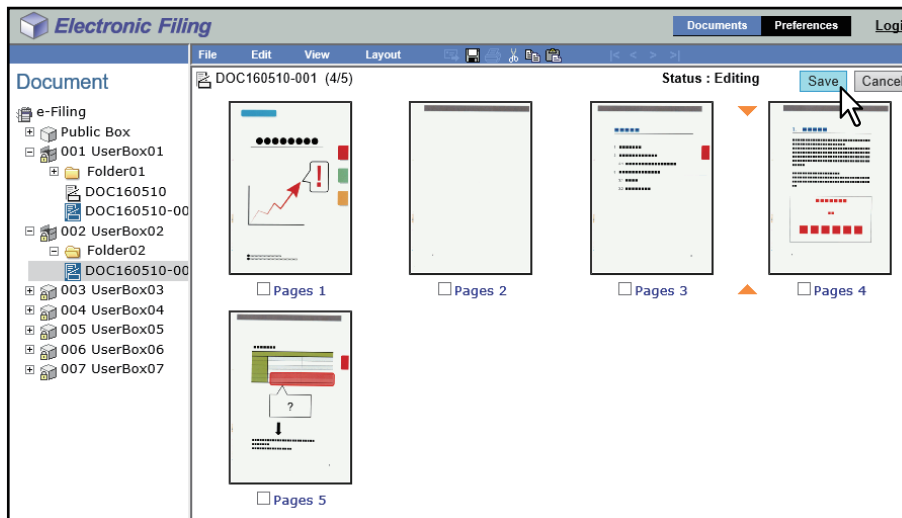 Electronic Filing
Documents Preferences Logi
File Edit View Layout |< < > >|
Document
DOC160510-001 (4/5) Status : Editing Save Cancel
e-Filing
Public Box
001 UserBox01
Folder01
DOC160510
DOC160510-00
002 UserBox02
Folder02
DOC160510-00
003 UserBox03
004 UserBox04
005 UserBox05
006 UserBox06
007 UserBox07
!
Pages 1
Pages 2
Pages 3
Pages 4
?
Pages 5